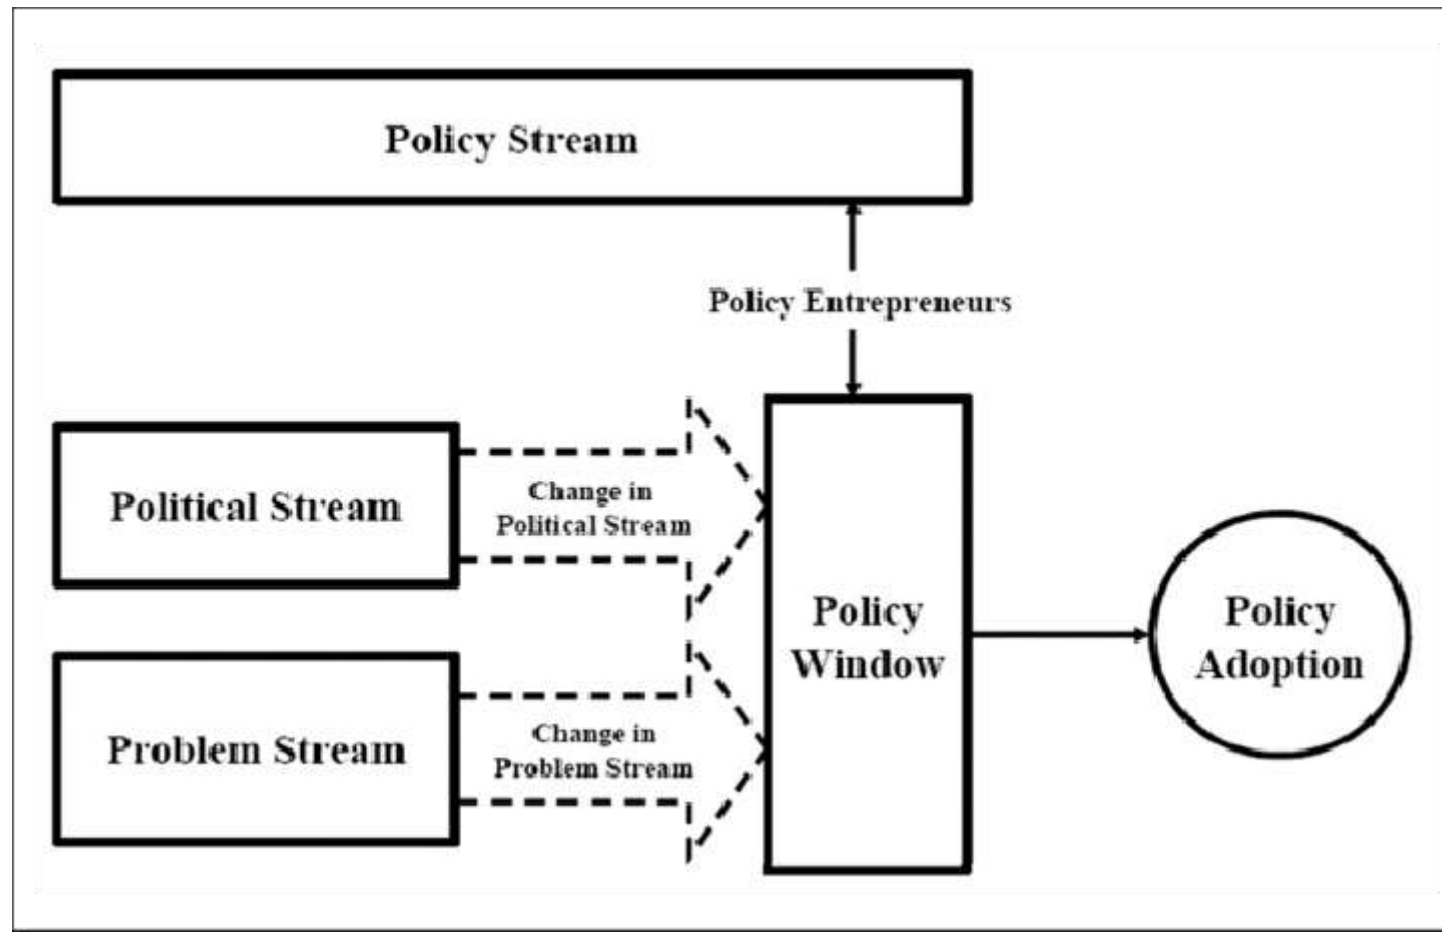 Policy Stream
Policy Entrepreneurs
Political Stream
Change in
Political Stream
Policy
Window
Policy
Adoption
Problem Stream
Change in
Problem Stream